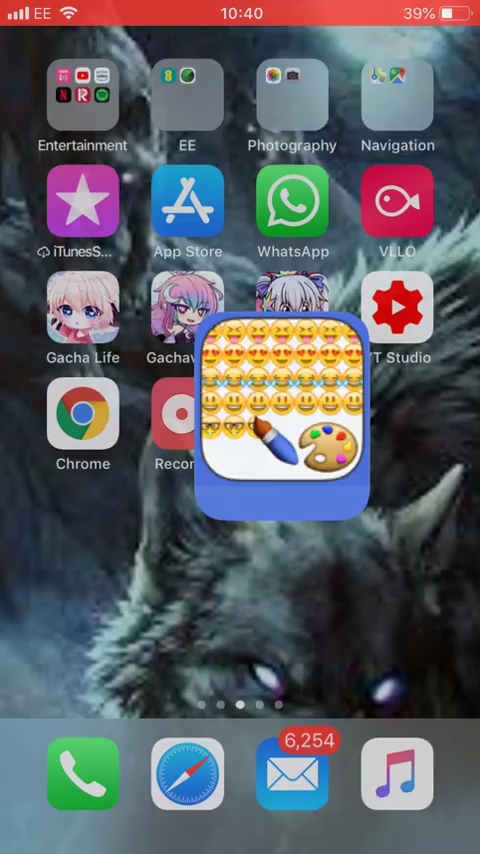 EE 10:40 39%
Entertainment EE Photography Navigation
iTunesS... App Store WhatsApp VLLO
Gacha Life Gachav YT Studio
Chrome Recor
6,254